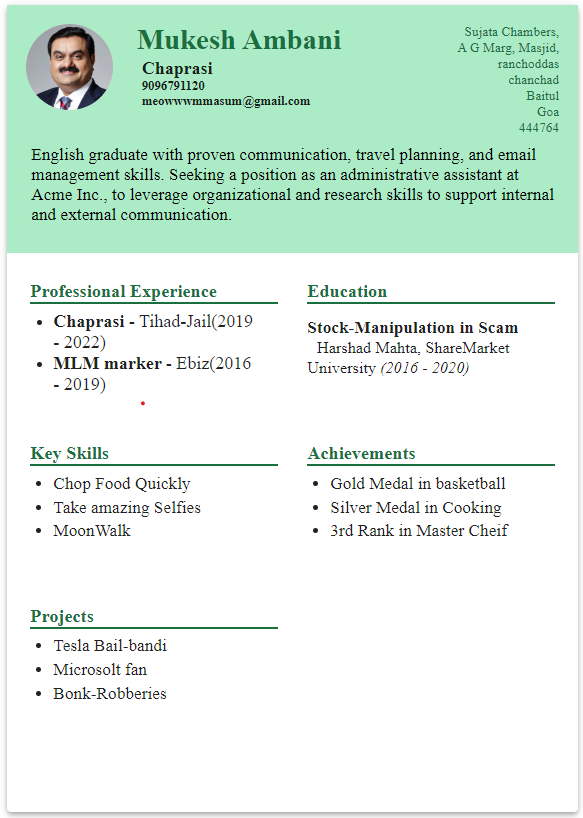 Mukesh Ambani
Chaprasi
9096791120
meowwwmmasum@gmail.com
Sujata Chambers,
A G Marg, Masjid,
ranchoddas
chanchad
Baitul
Goa
444764
English graduate with proven communication, travel planning, and email
management skills. Seeking a position as an administrative assistant at
Acme Inc., to leverage organizational and research skills to support internal
and external communication.
Professional Experience
• Chaprasi - Tihad-Jail(2019
- 2022)
• MLM marker - Ebiz(2016
- 2019)
Education
Stock-Manipulation in Scam
Harshad Mahta, ShareMarket
University (2016 - 2020)
Key Skills
• Chop Food Quickly
• Take amazing Selfies
• MoonWalk
Achievements
• Gold Medal in basketball
• Silver Medal in Cooking
• 3rd Rank in Master Cheif
Projects
• Tesla Bail-bandi
• Microsolt fan
• Bonk-Robberies